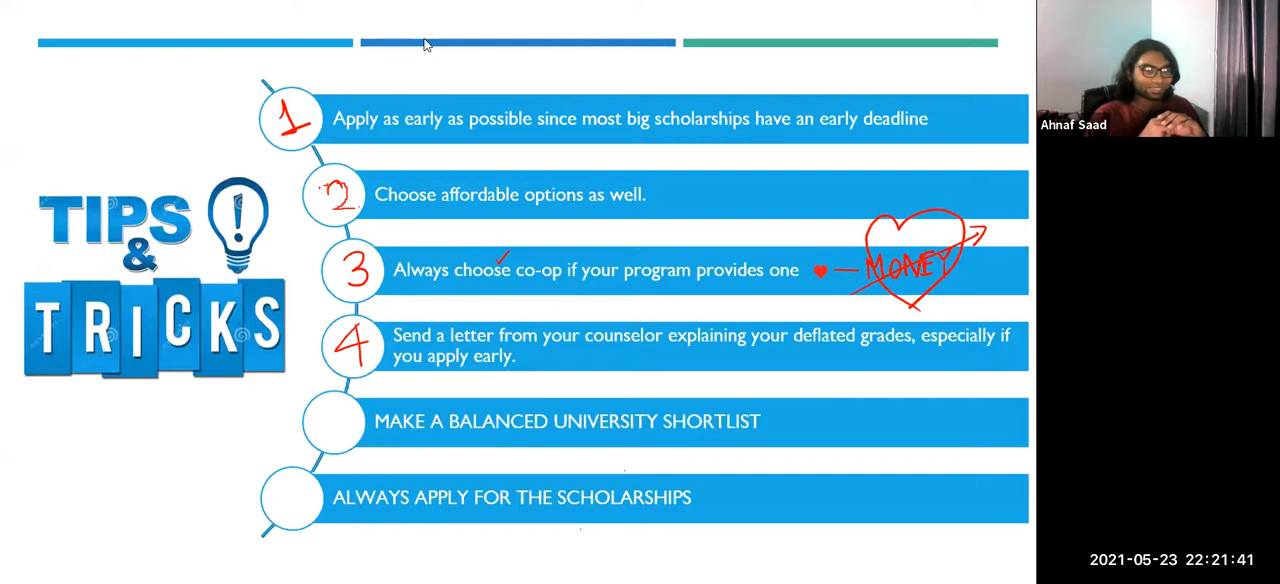 TIPS
&
TRICKS
1
Apply as early as possible since most big scholarships have an early deadline
2
Choose affordable options as well.
3
Always choose co-op if your program provides one
MONEY
4
Send a letter from your counselor explaining your deflated grades, especially if
you apply early.
MAKE A BALANCED UNIVERSITY SHORTLIST
ALWAYS APPLY FOR THE SCHOLARSHIPS
Ahnaf Saad
2021-05-23 22:21:41